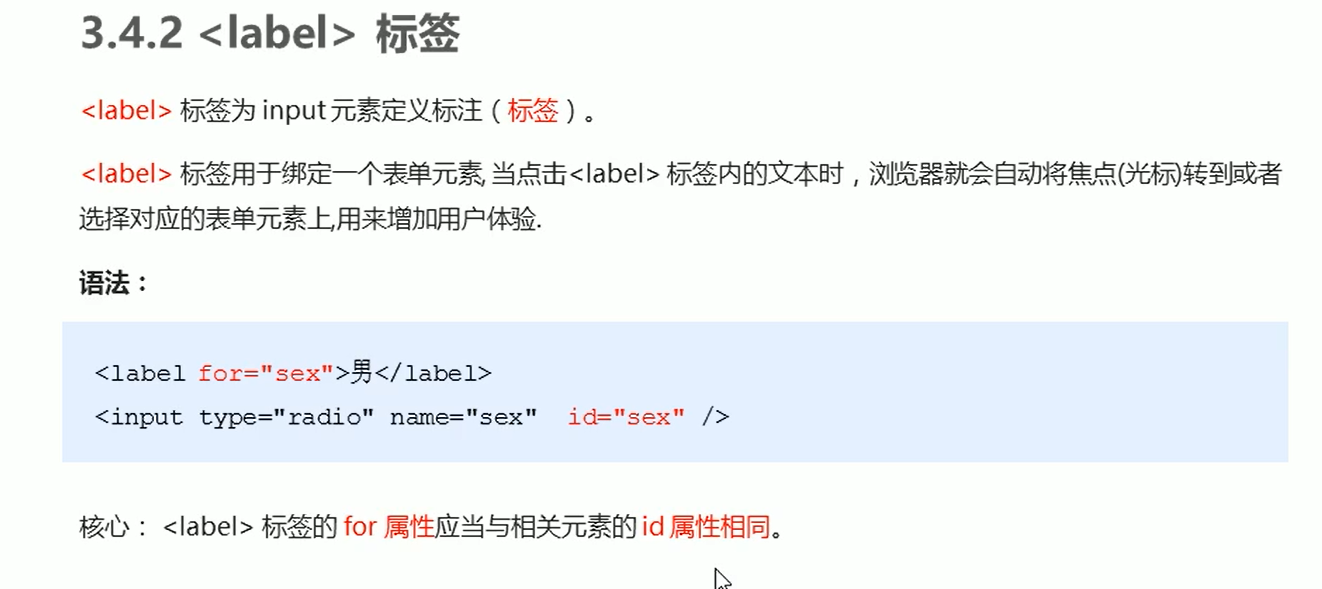 3.4.2 <label> 标签
<label> 标签为 input 元素定义标注（标签）。
<label> 标签用于绑定一个表单元素, 当点击<label> 标签内的文本时，浏览器就会自动将焦点(光标)转到或者
选择对应的表单元素上,用来增加用户体验.
语法：
<label for="sex">男</label>
<input type="radio" name="sex"  id="sex" />
核心： <label> 标签的 for 属性应当与相关元素的 id 属性相同。